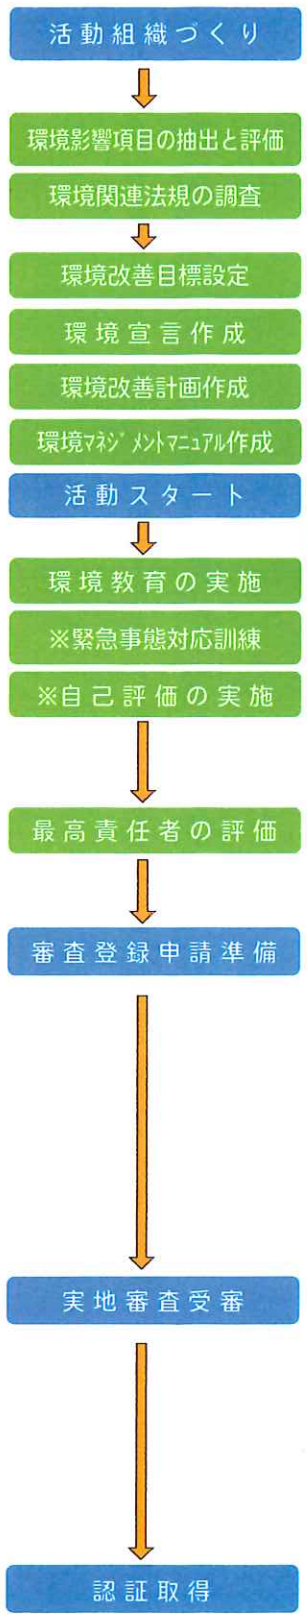 活動組織づくり
環境影響項目の抽出と評価
環境関連法規の調査
環境改善目標設定
環境宣言作成
環境改善計画作成
環境マネジメントマニュアル作成
活動スタート
環境教育の実施
※緊急事態対応訓練
※自己評価の実施
最高責任者の評価
審査登録申請準備
実地審査受審
認証取得